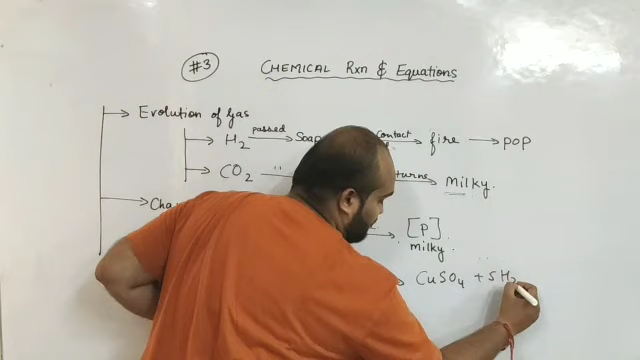 #3 CHEMICAL Rxn & Equations
Evolution of gas
H2 passed Soap Contact fire → pop
CO2 " turns Milky.
[P]
milky
CuSO4 + 5H2